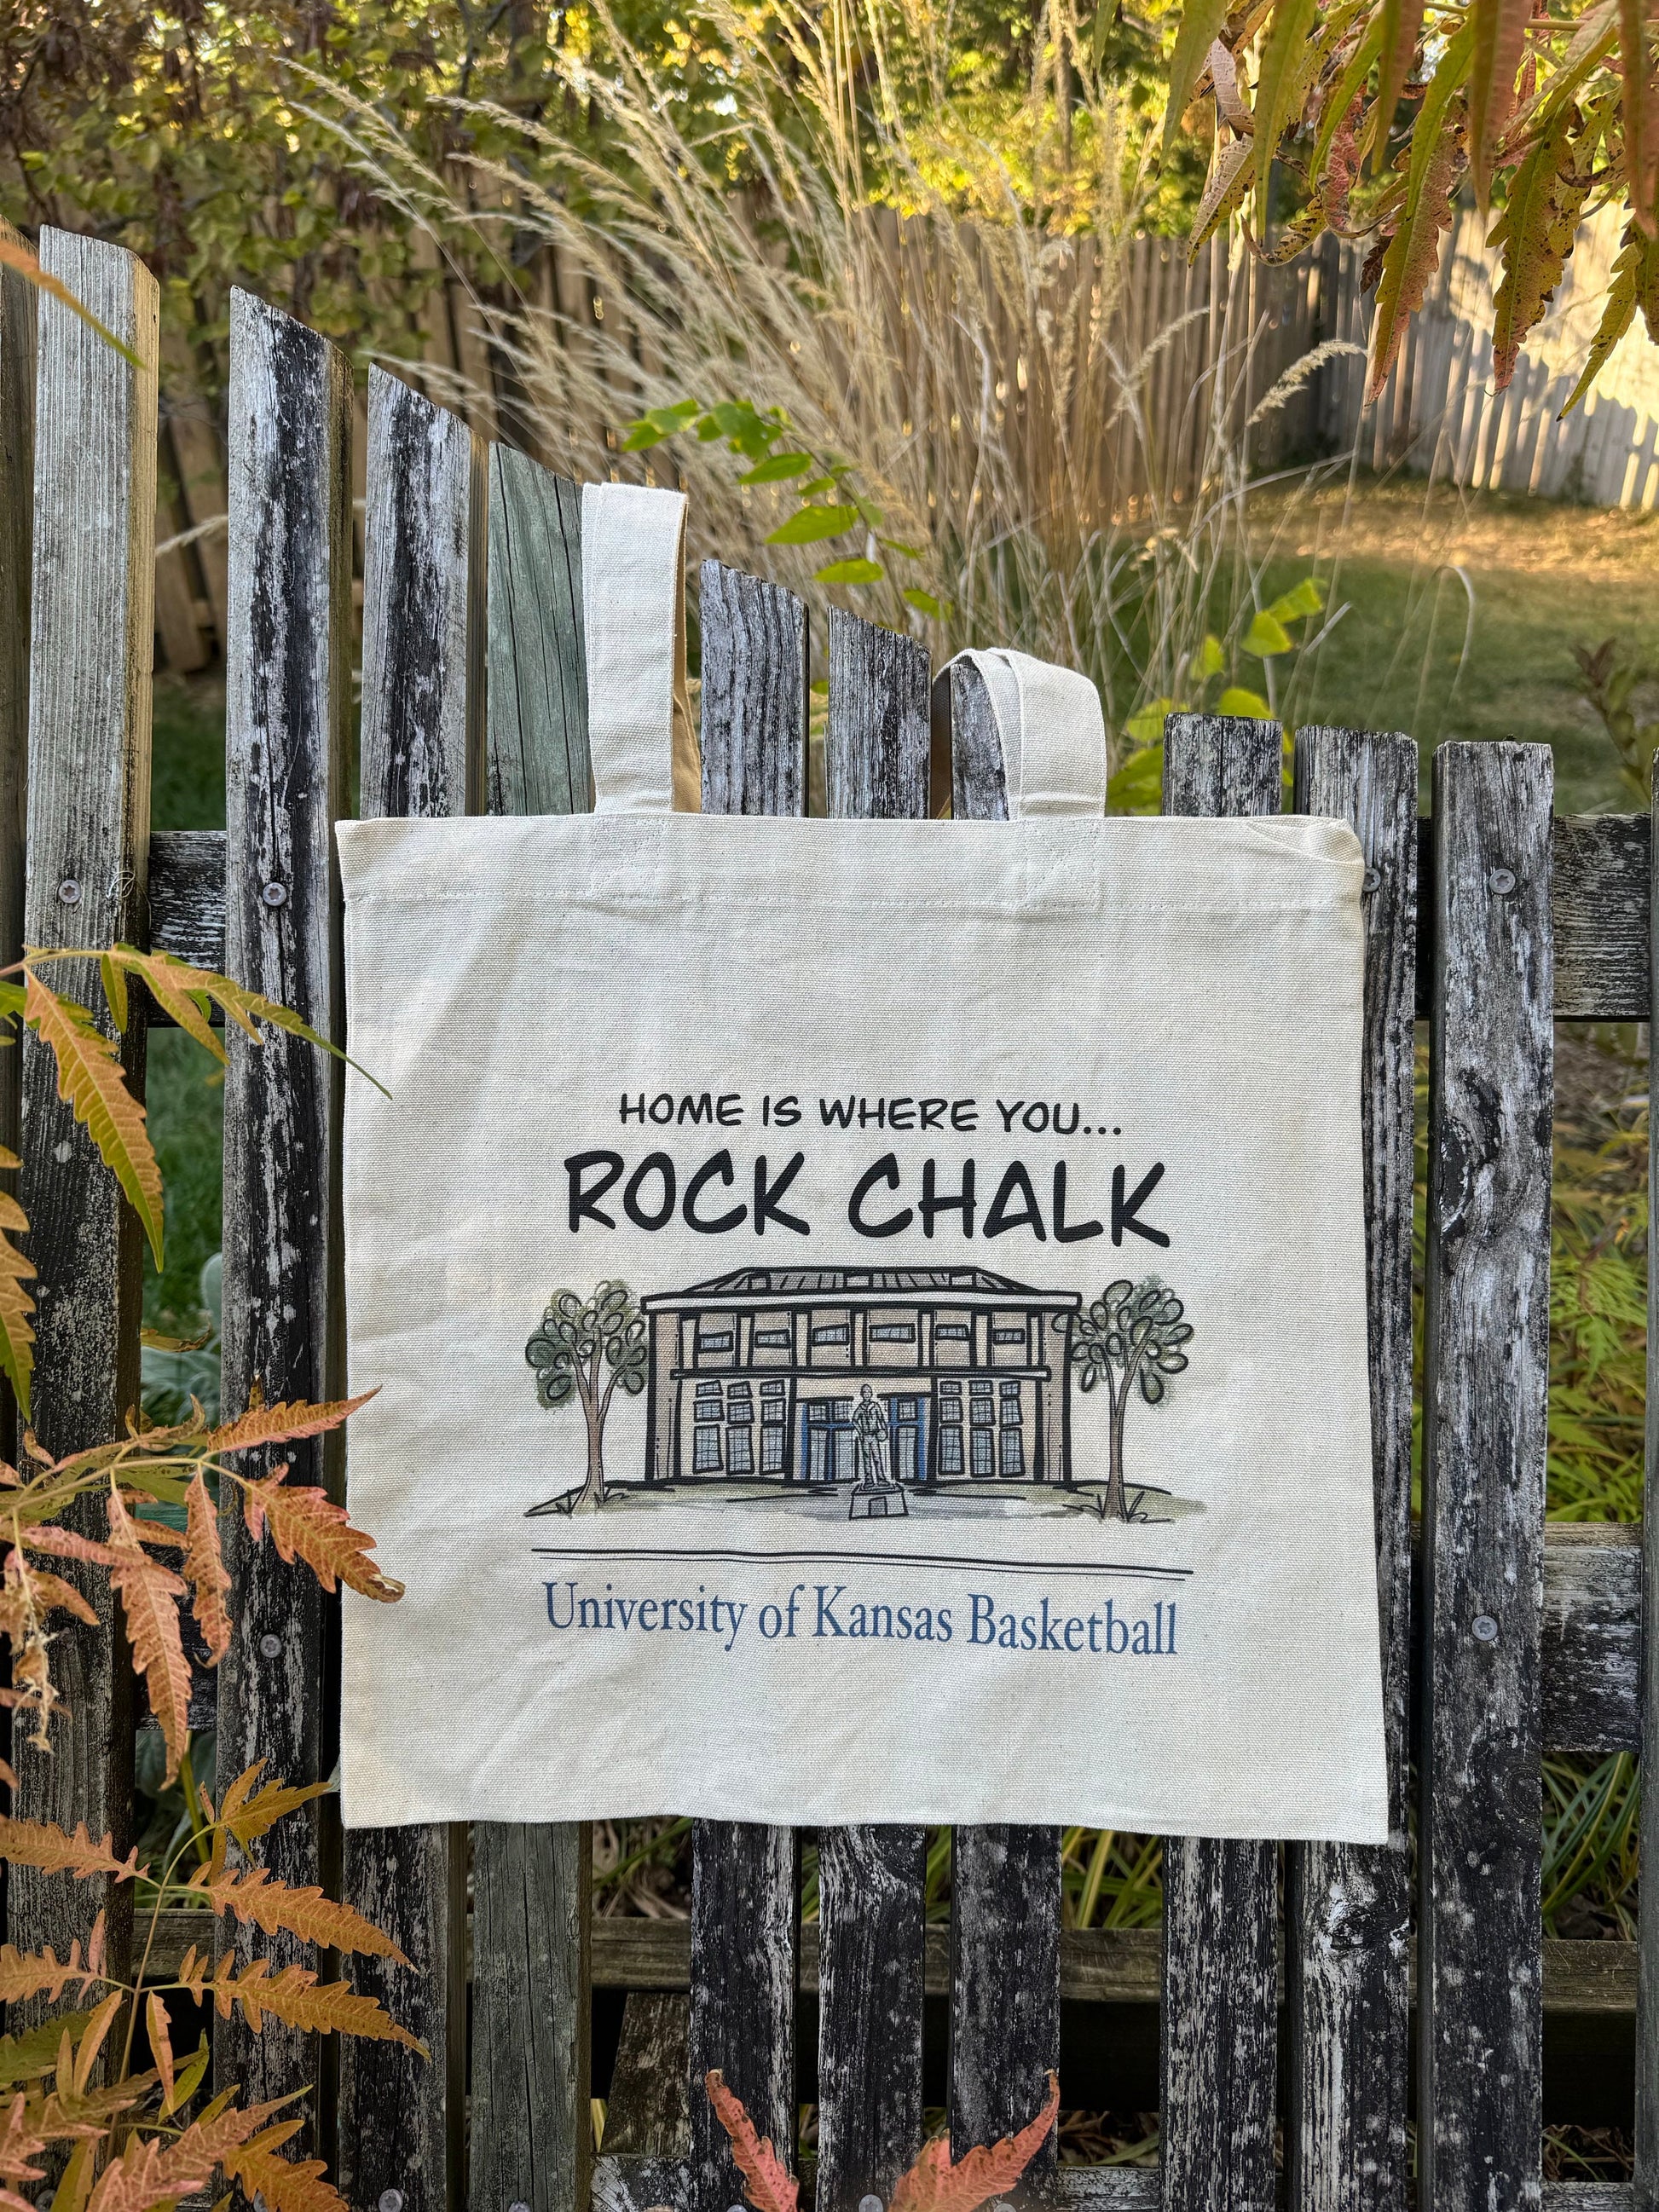 HOME IS WHERE YOU...
ROCK CHALK
University of Kansas Basketball